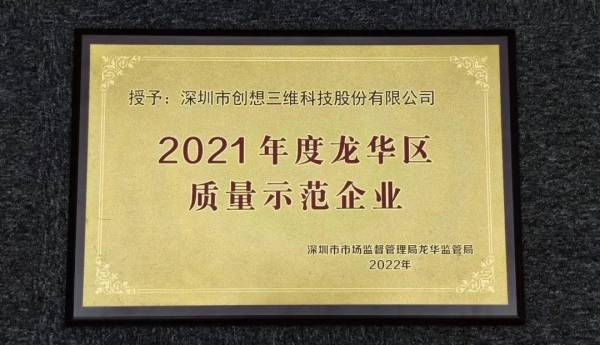 授予：深圳市创想三维科技股份有限公司
2021年度龙华区
质量示范企业
深圳市市场监督管理局龙华监管局
2022年